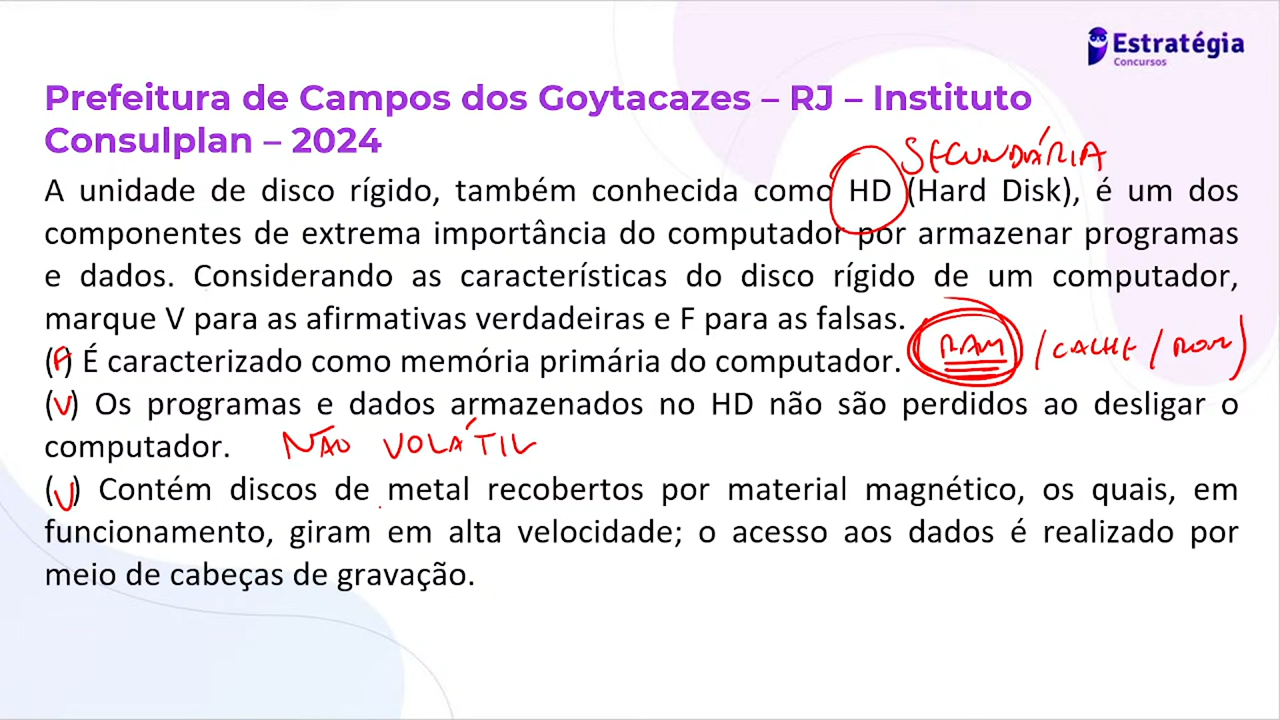 Estratégia
Concursos
Prefeitura de Campos dos Goytacazes – RJ – Instituto
Consulplan – 2024
SECUNDÁRIA
A unidade de disco rígido, também conhecida como HD (Hard Disk), é um dos
componentes de extrema importância do computador por armazenar programas
e dados. Considerando as características do disco rígido de um computador,
marque V para as afirmativas verdadeiras e F para as falsas.
(F) É caracterizado como memória primária do computador. RAM / CACHE / ROM)
(V) Os programas e dados armazenados no HD não são perdidos ao desligar o
computador. NÃO VOLÁTIL
(V) Contém discos de metal recobertos por material magnético, os quais, em
funcionamento, giram em alta velocidade; o acesso aos dados é realizado por
meio de cabeças de gravação.